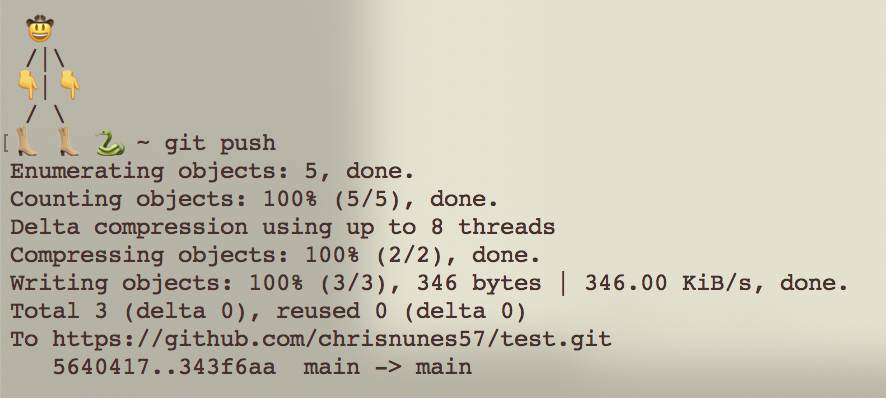 🤠
/|\
👇|👇
/ \
[👢 👢 🐍 ~ git push
Enumerating objects: 5, done.
Counting objects: 100% (5/5), done.
Delta compression using up to 8 threads
Compressing objects: 100% (2/2), done.
Writing objects: 100% (3/3), 346 bytes | 346.00 KiB/s, done.
Total 3 (delta 0), reused 0 (delta 0)
To https://github.com/chrisnunes57/test.git
5640417..343f6aa  main -> main